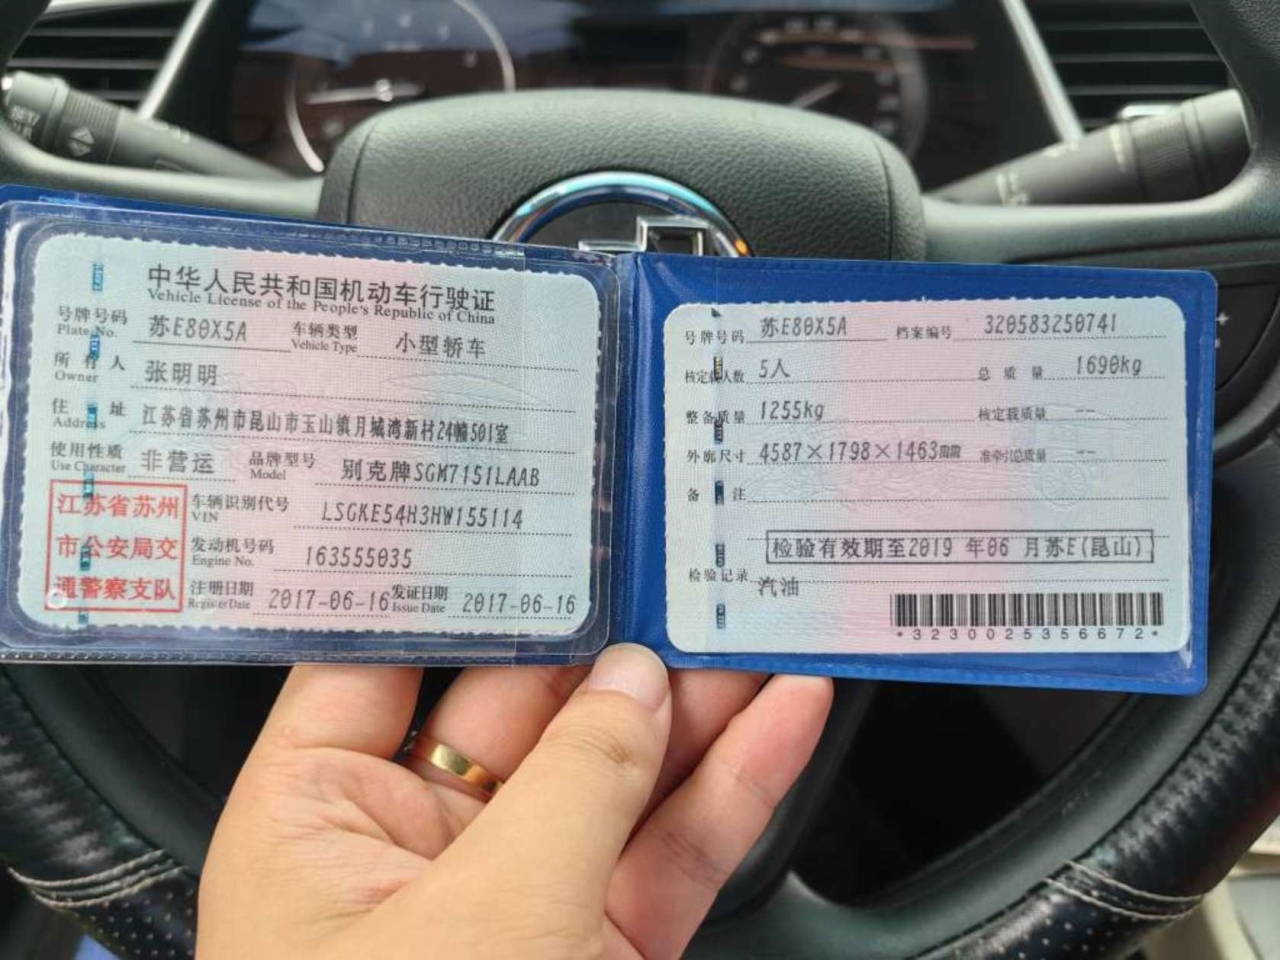 中华人民共和国机动车行驶证
Vehicle License of the People's Republic of China
号牌号码 苏E80X5A 车辆类型 小型轿车
Plate No. Vehicle Type
所有人 张明明
Owner
住址 江苏省苏州市昆山市玉山镇月城湾新村24幢501室
Address
使用性质 非营运 品牌型号 别克牌SGM7151LAAB
Use Character Model
江苏省苏州
市公安局交
通警察支队
车辆识别代号 LSGKE54H3HW155114
VIN
发动机号码 163555035
Engine No.
注册日期 2017-06-16 发证日期 2017-06-16
Register Date Issue Date
号牌号码 苏E80X5A 档案编号 320583250741
核定载人数 5人 总质量 1690kg
整备质量 1255kg 核定载质量 --
外廓尺寸 4587×1798×1463mm 准牵引总质量 --
备注
检验有效期至2019年06月苏E(昆山)
检验记录 汽油
*3230025356672*